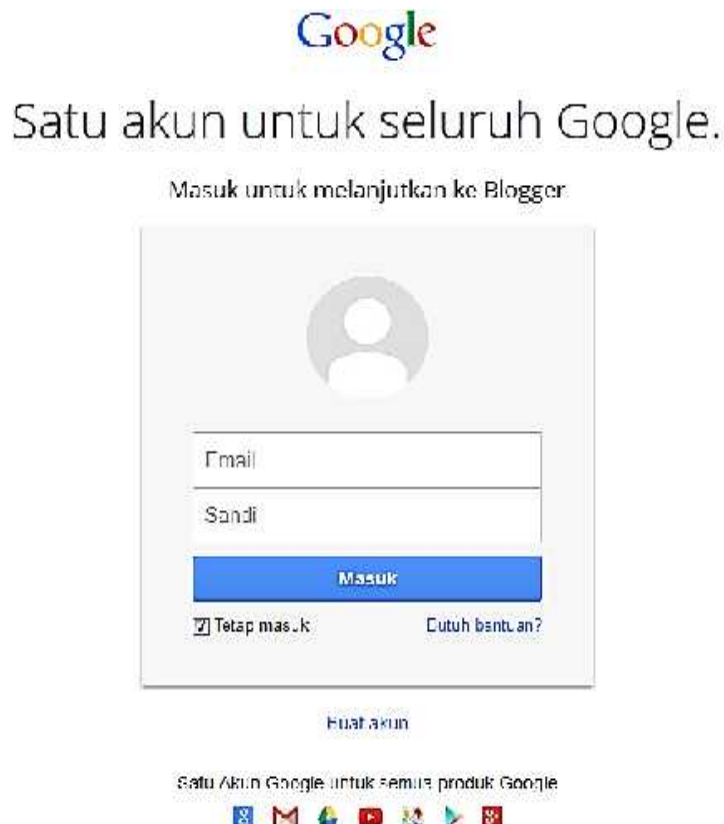 Google
Satu akun untuk seluruh Google.
Masuk untuk melanjutkan ke Blogger
Email
Sandi
Masuk
Tetap masuk
Butuh bantuan?
Buat akun
Satu Akun Google untuk semua produk Google